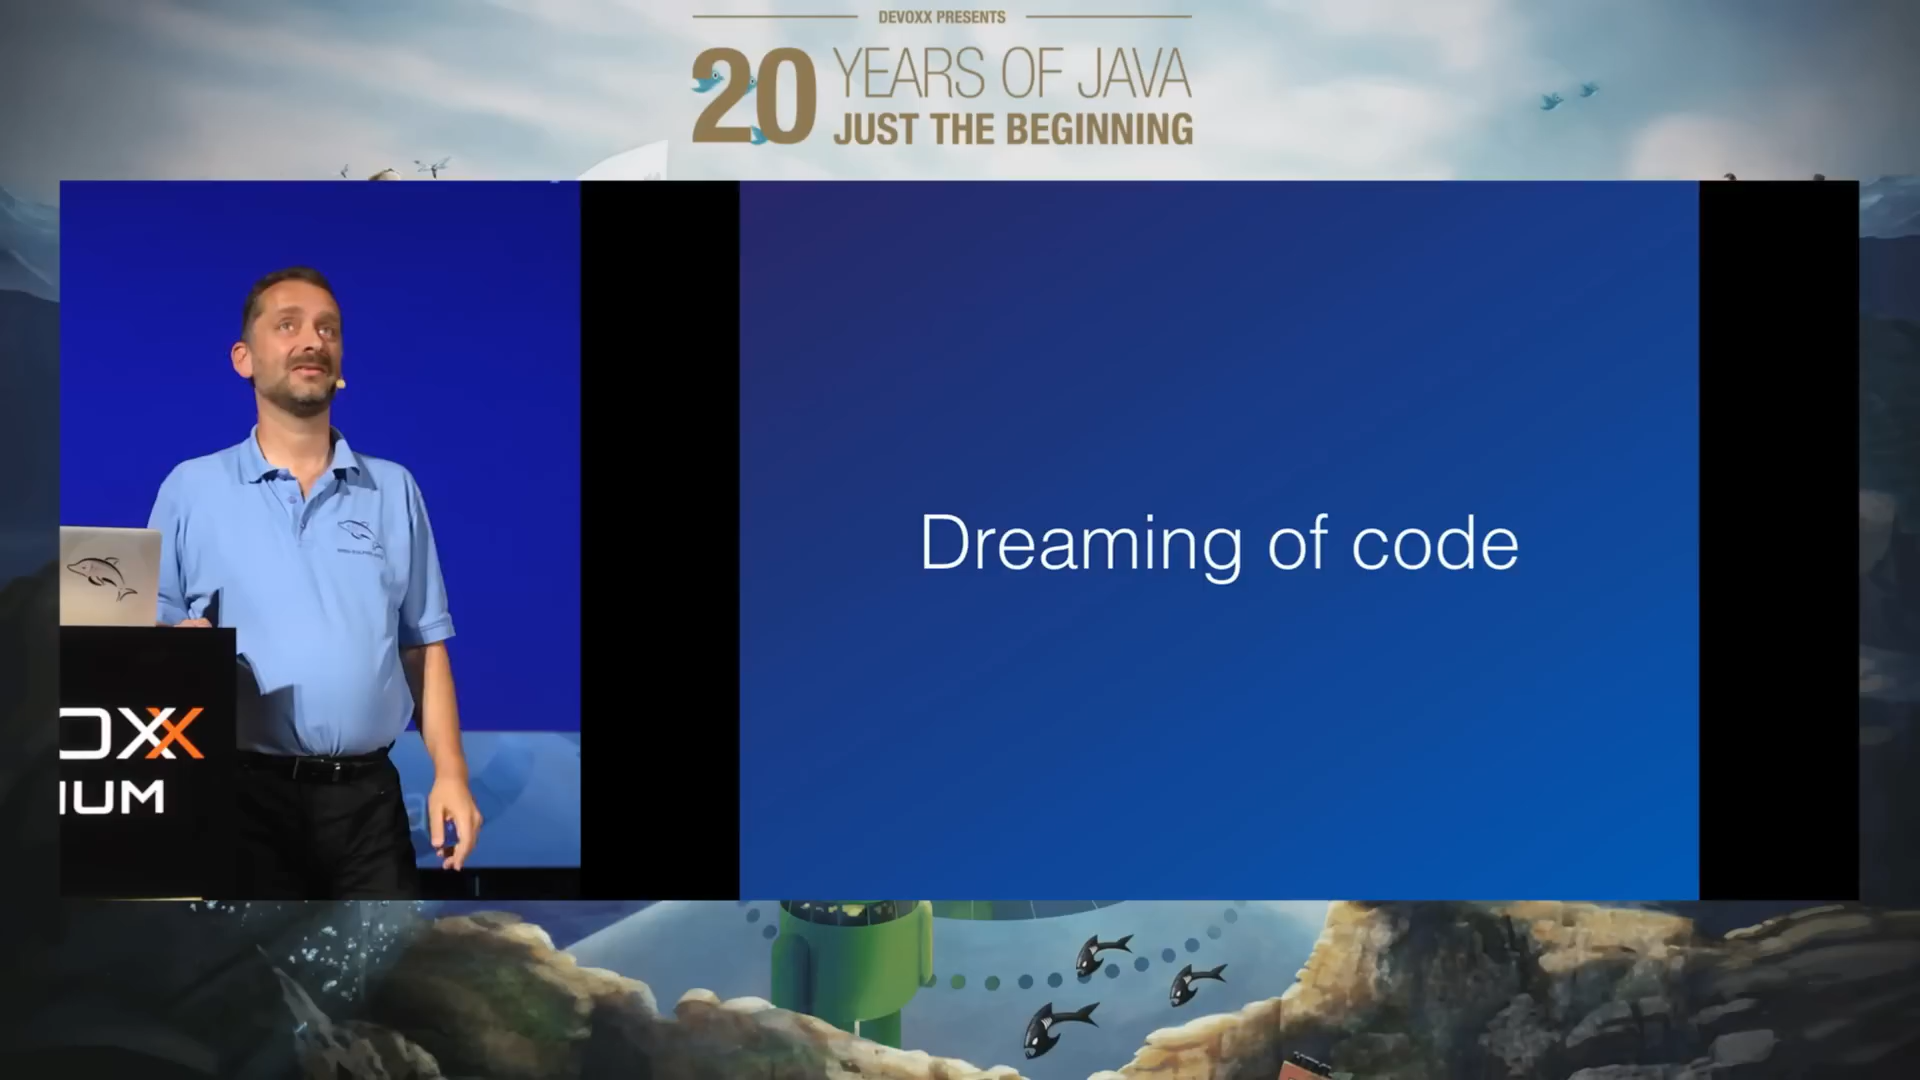 DEVOXX PRESENTS
20 YEARS OF JAVA
JUST THE BEGINNING
Dreaming of code
OXX
IUM